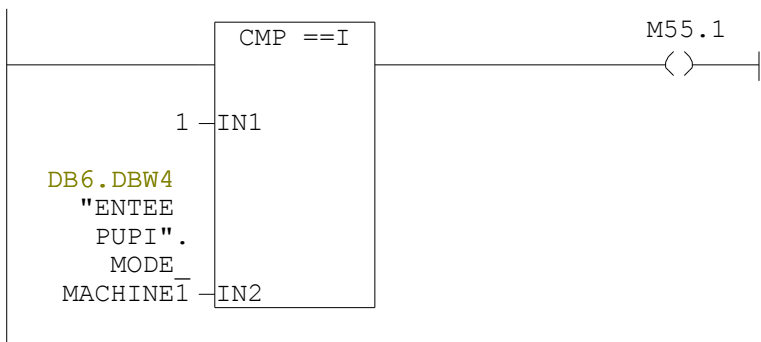 CMP ==I
M55.1
1
IN1
DB6.DBW4
"ENTEE
PUPI".
MODE_
MACHINE1
IN2